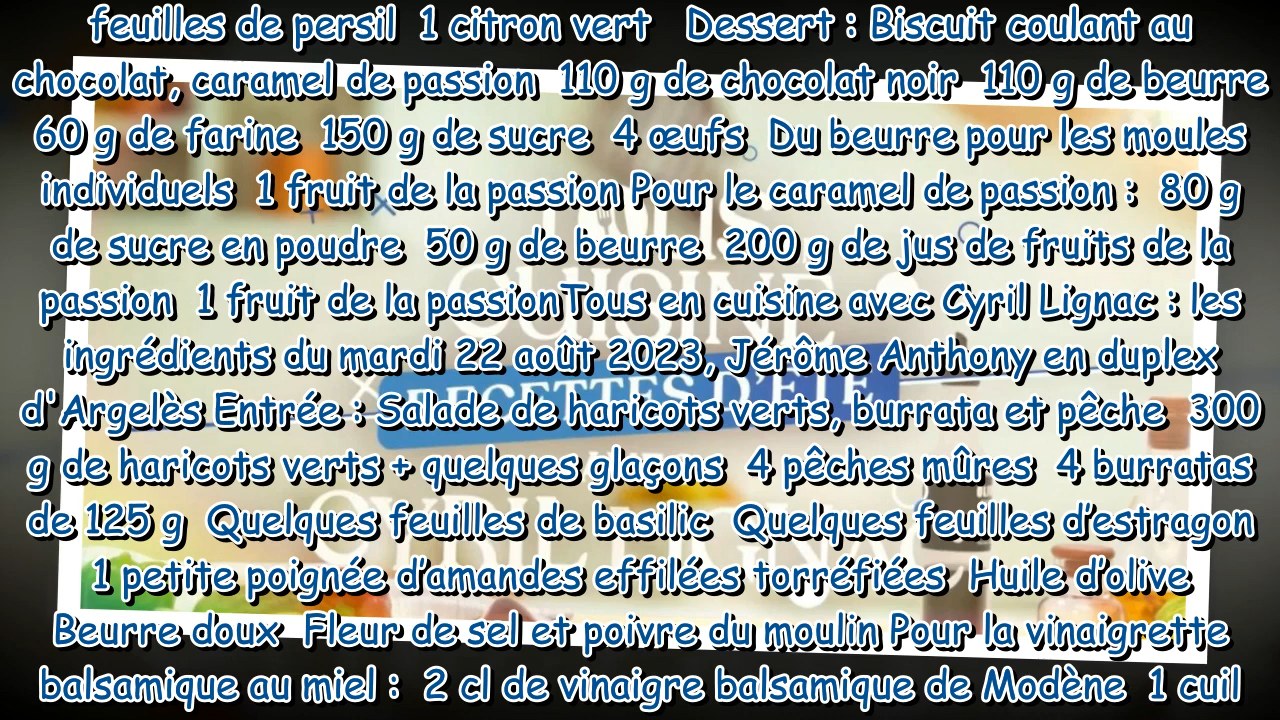 feuilles de persil 1 citron vert Dessert : Biscuit coulant au
chocolat, caramel de passion 110 g de chocolat noir 110 g de beurre
60 g de farine 150 g de sucre 4 œufs Du beurre pour les moules
individuels 1 fruit de la passion Pour le caramel de passion : 80 g
de sucre en poudre 50 g de beurre 200 g de jus de fruits de la
passion 1 fruit de la passionTous en cuisine avec Cyril Lignac : les
ingrédients du mardi 22 août 2023, Jérôme Anthony en duplex
d'Argelès Entrée : Salade de haricots verts, burrata et pêche 300
g de haricots verts + quelques glaçons 4 pêches mûres 4 burratas
de 125 g Quelques feuilles de basilic Quelques feuilles d’estragon
1 petite poignée d’amandes effilées torréfiées Huile d’olive
Beurre doux Fleur de sel et poivre du moulin Pour la vinaigrette
balsamique au miel : 2 cl de vinaigre balsamique de Modène 1 cuil
CUISINE
RECETTES D'ÉTÉ
CYRIL LIGNAC